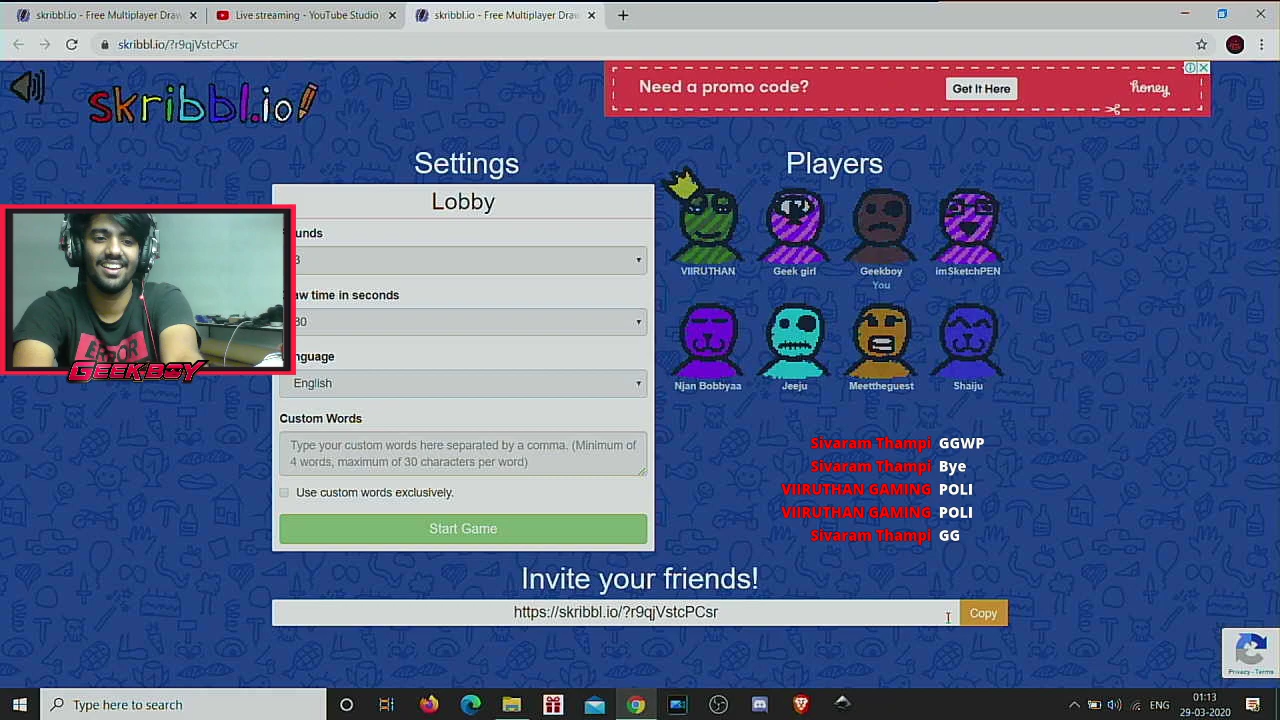 skribbl.io - Free Multiplayer Draw
Live streaming - YouTube Studio
skribbl.io - Free Multiplayer Draw
skribbl.io/?r9qjVstcPCsr
skribbl.io!
Need a promo code?
Get It Here
honey
Settings
Lobby
unds
3
aw time in seconds
80
nguage
English
Custom Words
Type your custom words here separated by a comma. (Minimum of
4 words, maximum of 30 characters per word)
Use custom words exclusively.
Start Game
ERROR
GEEKBOY
Players
VIIRUTHAN
Geek girl
Geekboy
imSketchPEN
You
Njan Bobbyaa
Jeeju
Meettheguest
Shaiju
Sivaram Thampi GGWP
Sivaram Thampi Bye
VIIRUTHAN GAMING POLI
VIIRUTHAN GAMING POLI
Sivaram Thampi GG
Invite your friends!
https://skribbl.io/?r9qjVstcPCsr
Copy
Privacy - Terms
Type here to search
ENG
01:13
29-03-2020